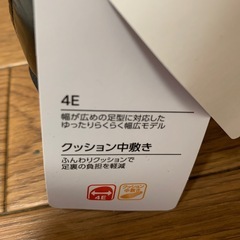 4E
幅が広めの足型に対応した
ゆったりらくらく幅広モデル
クッション中敷き
ふんわりクッションで
足裏の負担を軽減
4E